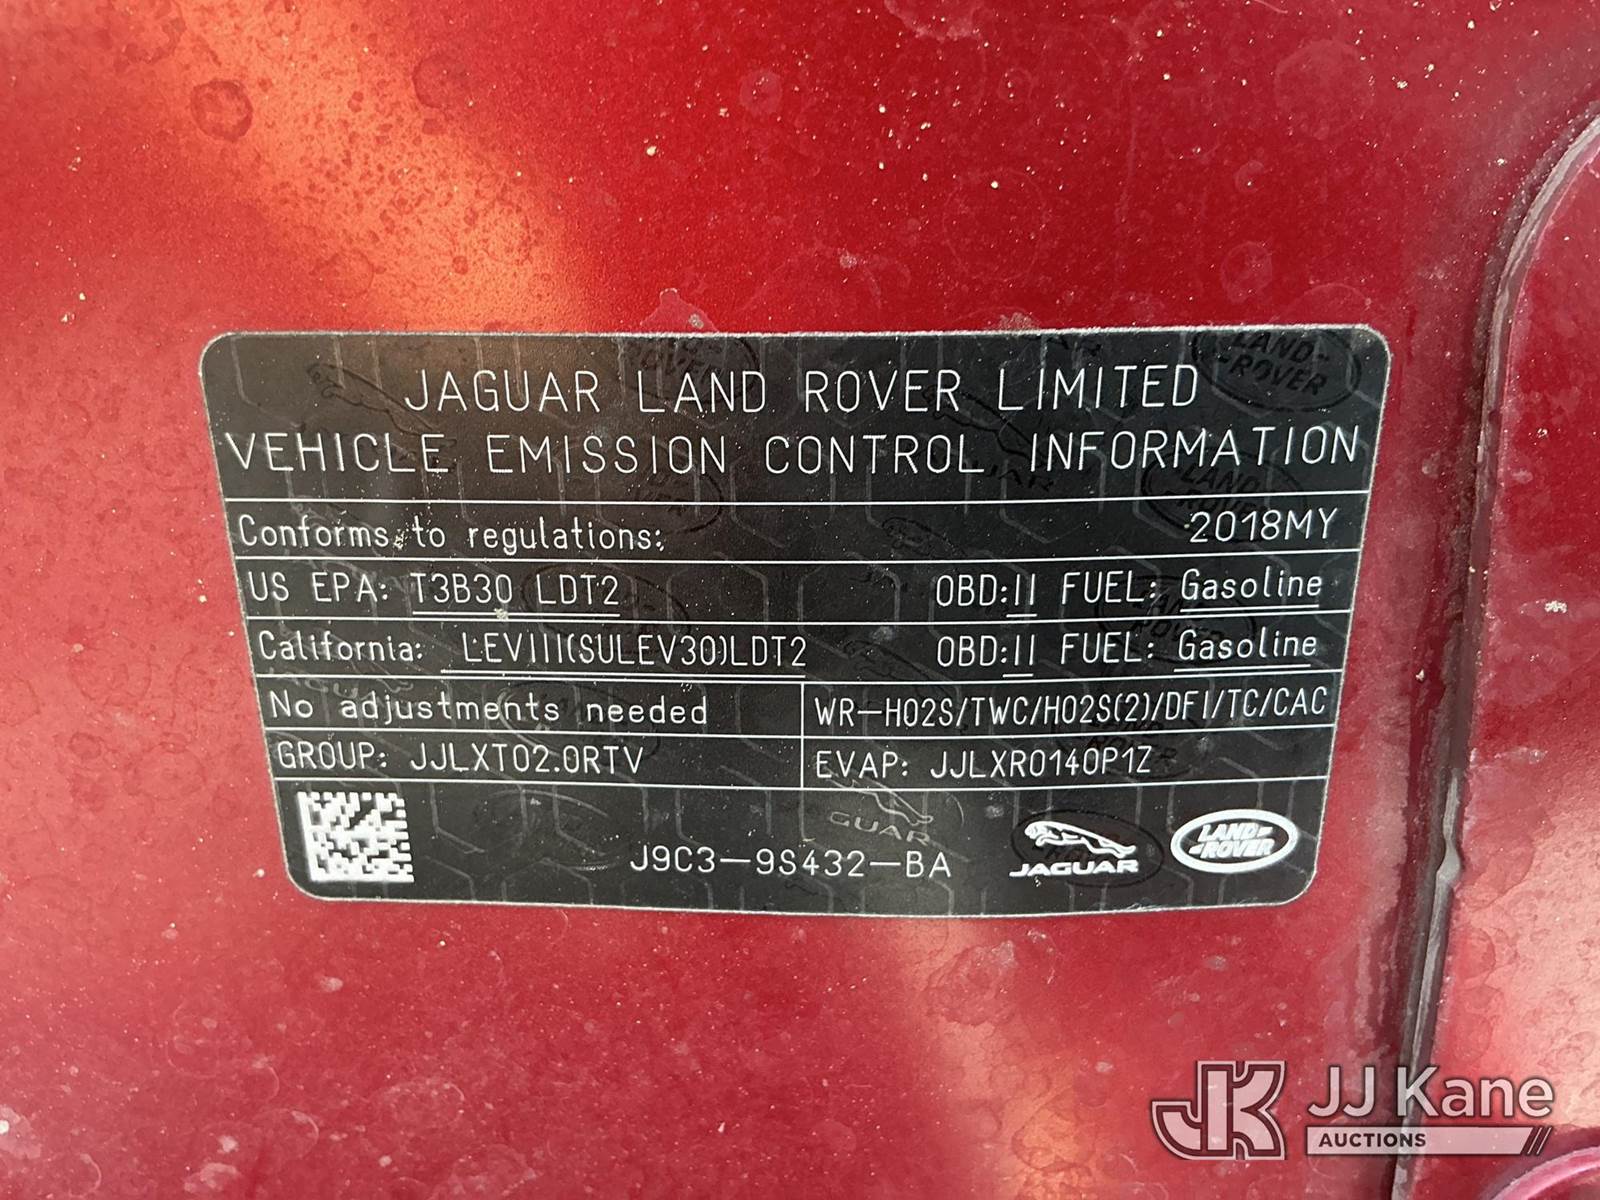 JAGUAR LAND ROVER LIMITED
VEHICLE EMISSION CONTROL INFORMATION
Conforms to regulations: 2018MY
US EPA: T3B30 LDT2 OBD:II FUEL: Gasoline
California: LEVIII(SULEV30)LDT2 OBD:II FUEL: Gasoline
No adjustments needed WR-HO2S/TWC/HO2S(2)/DFI/TC/CAC
GROUP: JJLXT02.0RTV EVAP: JJLXR0140P1Z
J9C3-9S432-BA
JAGUAR
LAND-
-ROVER
JK JJ Kane
AUCTIONS